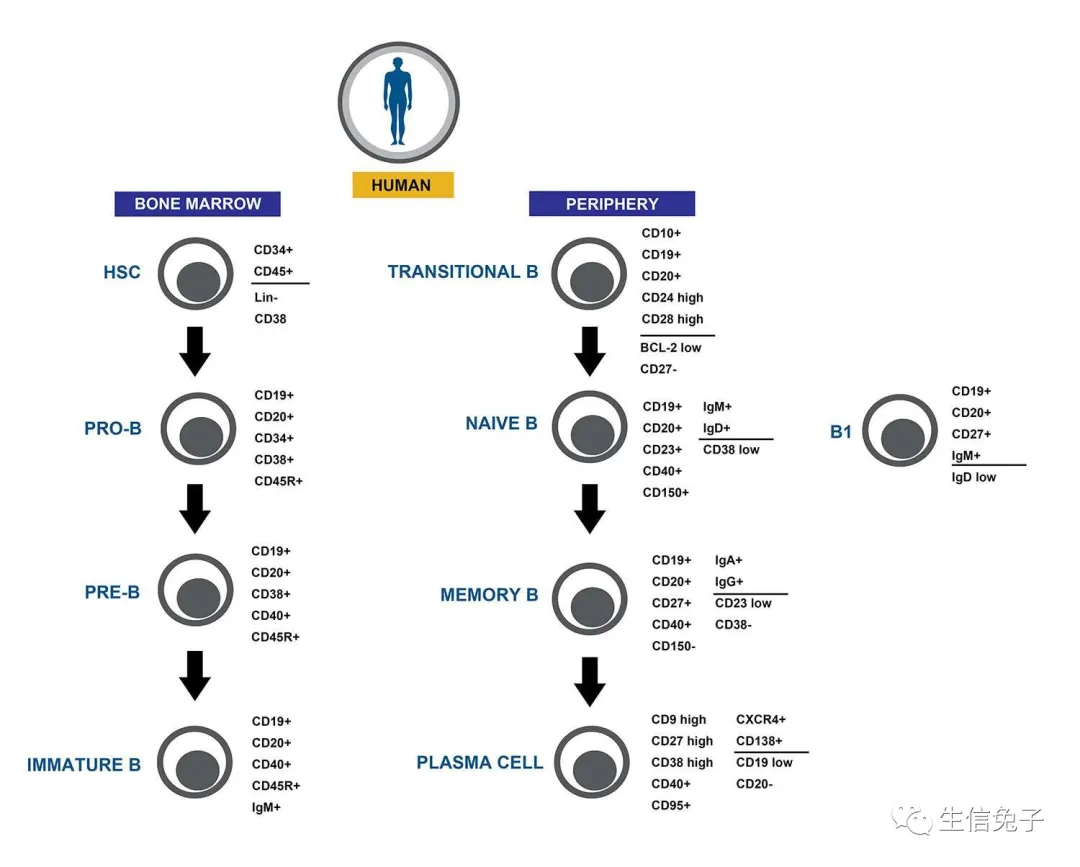 HUMAN
BONE MARROW
HSC
CD34+
CD45+
Lin-
CD38
PRO-B
CD19+
CD20+
CD34+
CD38+
CD45R+
PRE-B
CD19+
CD20+
CD38+
CD40+
CD45R+
IMMATURE B
CD19+
CD20+
CD40+
CD45R+
IgM+
PERIPHERY
TRANSITIONAL B
CD10+
CD19+
CD20+
CD24 high
CD28 high
BCL-2 low
CD27-
NAIVE B
CD19+ IgM+
CD20+ IgD+
CD23+ CD38 low
CD40+
CD150+
MEMORY B
CD19+ IgA+
CD20+ IgG+
CD27+ CD23 low
CD40+ CD38-
CD150-
PLASMA CELL
CD9 high CXCR4+
CD27 high CD138+
CD38 high CD19 low
CD40+ CD20-
CD95+
B1
CD19+
CD20+
CD27+
IgM+
IgD low
生信兔子